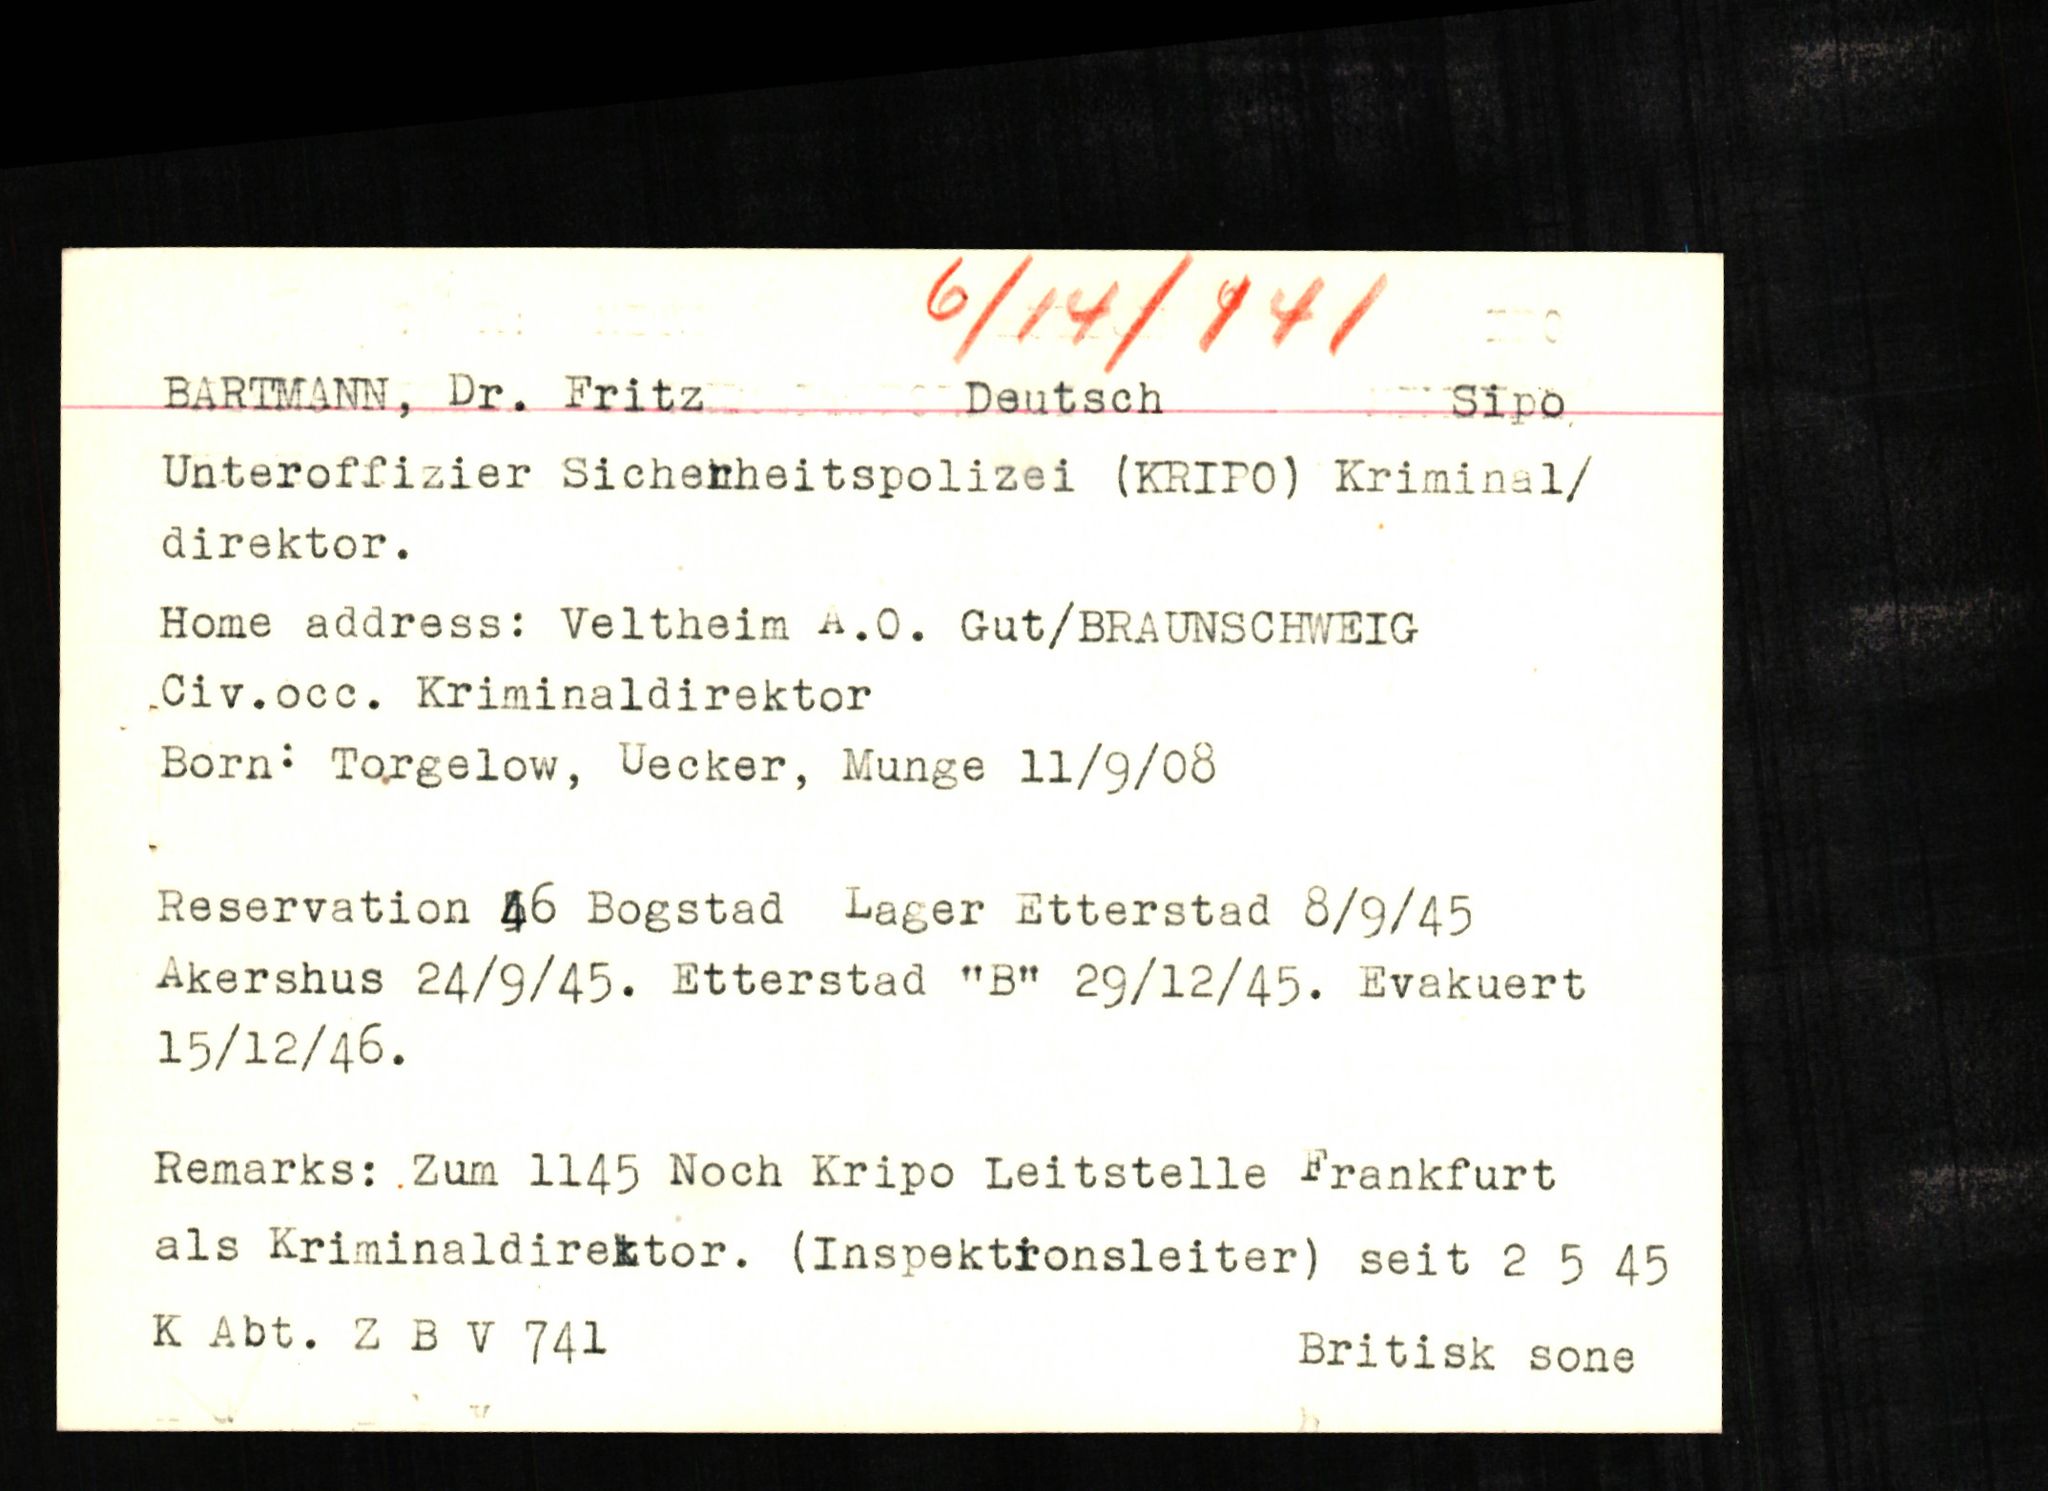 6/14/141
BARTMANN, Dr. Fritz Deutsch Sipo
Unteroffizier Sicherheitspolizei (KRIPO) Kriminal/
direktor.
Home address: Veltheim A.O. Gut/BRAUNSCHWEIG
Civ.occ. Kriminaldirektor
Born: Torgelow, Uecker, Munge 11/9/08
Reservation 46 Bogstad Lager Etterstad 8/9/45
Akershus 24/9/45. Etterstad "B" 29/12/45. Evakuert
15/12/46.
Remarks: Zum 1145 Noch Kripo Leitstelle Frankfurt
als Kriminaldirektor. (Inspektionsleiter) seit 2 5 45
K Abt. Z B V 741
Britisk sone